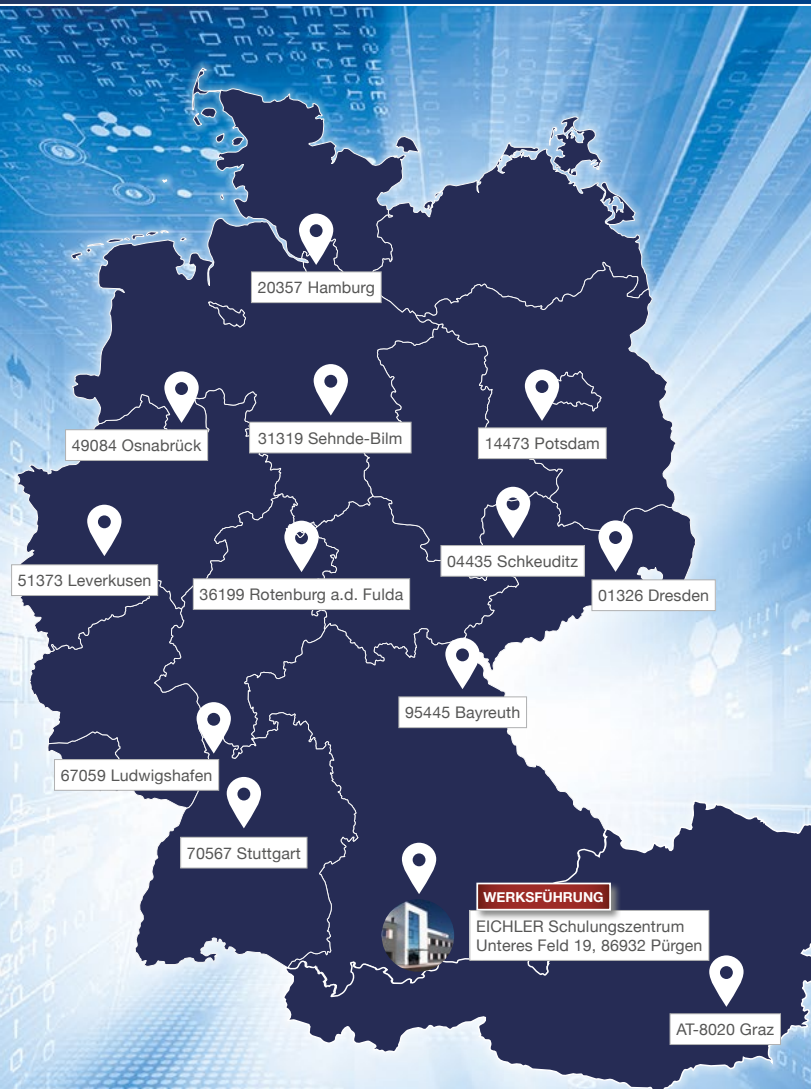 20357 Hamburg
49084 Osnabrück
31319 Sehnde-Bilm
14473 Potsdam
51373 Leverkusen
36199 Rotenburg a.d. Fulda
04435 Schkeuditz
01326 Dresden
95445 Bayreuth
67059 Ludwigshafen
70567 Stuttgart
WERKSFÜHRUNG
EICHLER Schulungszentrum
Unteres Feld 19, 86932 Pürgen
AT-8020 Graz